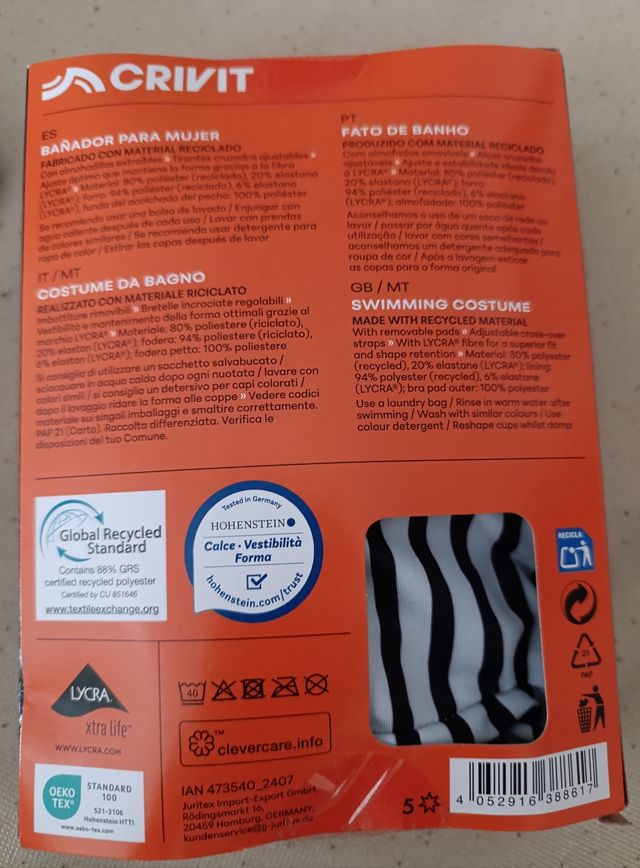 CRIVIT
ES
BAÑADOR PARA MUJER
FABRICADO CON MATERIAL RECICLADO
Con almohadillas extraíbles » Tirantes cruzados ajustables »
Ajuste óptimo que mantiene la forma gracias a la fibra
LYCRA® » Material: 80% poliéster (reciclado), 20% elastano
(LYCRA®); forro: 94% poliéster (reciclado), 6% elastano
(LYCRA®); funda del acolchado del pecho: 100% poliéster
Se recomienda usar una bolsa de lavado / Enjuagar con
agua caliente después de cada uso / Lavar con prendas
de colores similares / Se recomienda usar detergente para
ropa de color / Estirar las copas después de lavar
IT / MT
COSTUME DA BAGNO
REALIZZATO CON MATERIALE RICICLATO
Imbottiture rimovibili » Bretelle incrociate regolabili »
Vestibilità e mantenimento della forma ottimali grazie al
marchio LYCRA® » Materiale: 80% poliestere (riciclato),
20% elastan (LYCRA®); fodera: 94% poliestere (riciclato),
6% elastan (LYCRA®); fodera petto: 100% poliestere
Si consiglia di utilizzare un sacchetto salvabucato /
sciacquare in acqua calda dopo ogni nuotata / lavare con
colori simili / si consiglia un detersivo per capi colorati /
dopo il lavaggio ridare la forma alle coppe » Vedere codici
materiale sui singoli imballaggi e smaltire correttamente.
PAP 21 (Carta). Raccolta differenziata. Verifica le
disposizioni del tuo Comune.
PT
FATO DE BANHO
PRODUZIDO COM MATERIAL RECICLADO
Com almofadas amovíveis » Alças cruzadas
ajustáveis » Ajuste e estabilidade ideais devido
à LYCRA® » Material: 80% poliéster (reciclado),
20% elastano (LYCRA®); forro:
94% poliéster (reciclado), 6% elastano
(LYCRA®); almofadado: 100% poliéster
Aconselhamos o uso de um saco de rede ao
lavar / passar por água quente após cada
utilização / lavar com cores semelhantes /
aconselhamos um detergente adequado para
roupa de cor / Após a lavagem esticar
as copas para a forma original
GB / MT
SWIMMING COSTUME
MADE WITH RECYCLED MATERIAL
With removable pads » Adjustable cross-over
straps » With LYCRA® fibre for a superior fit
and shape retention » Material: 80% polyester
(recycled), 20% elastane (LYCRA®); lining:
94% polyester (recycled), 6% elastane
(LYCRA®); bra pad outer: 100% polyester
Use a laundry bag / Rinse in warm water after
swimming / Wash with similar colours / Use
colour detergent / Reshape cups whilst damp
Global Recycled
Standard
Contains 88% GRS
certified recycled polyester
Certified by CU 851646
www.textileexchange.org
Tested in Germany
HOHENSTEIN
Calce • Vestibilità
Forma
hohenstein.com/trust
RECICLA
21
PAP
LYCRA
xtra life™
WWW.LYCRA.COM
40
™
clevercare.info
OEKO
TEX®
STANDARD
100
S21-3106
Hohenstein HTTI
www.oeko-tex.com
IAN 473540_2407
Juritex Import-Export GmbH,
Rödingsmarkt 16,
20459 Hamburg, GERMANY;
5
4 052916 388617